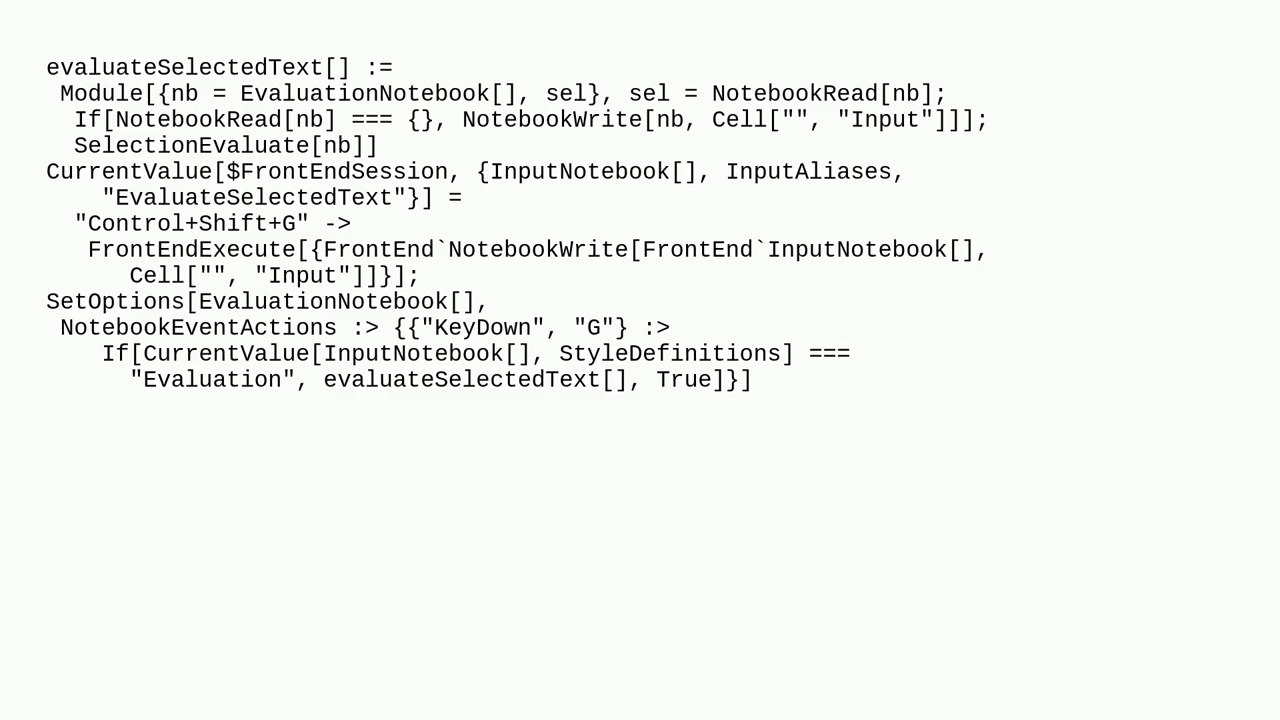 evaluateSelectedText[] :=
 Module[{nb = EvaluationNotebook[], sel}, sel = NotebookRead[nb];
  If[NotebookRead[nb] === {}, NotebookWrite[nb, Cell["", "Input"]]];
  SelectionEvaluate[nb]]
CurrentValue[$FrontEndSession, {InputNotebook[], InputAliases,
    "EvaluateSelectedText"}] =
  "Control+Shift+G" ->
   FrontEndExecute[{FrontEnd`NotebookWrite[FrontEnd`InputNotebook[],
      Cell["", "Input"]]}];
SetOptions[EvaluationNotebook[],
 NotebookEventActions :> {{"KeyDown", "G"} :>
    If[CurrentValue[InputNotebook[], StyleDefinitions] ===
      "Evaluation", evaluateSelectedText[], True]}]